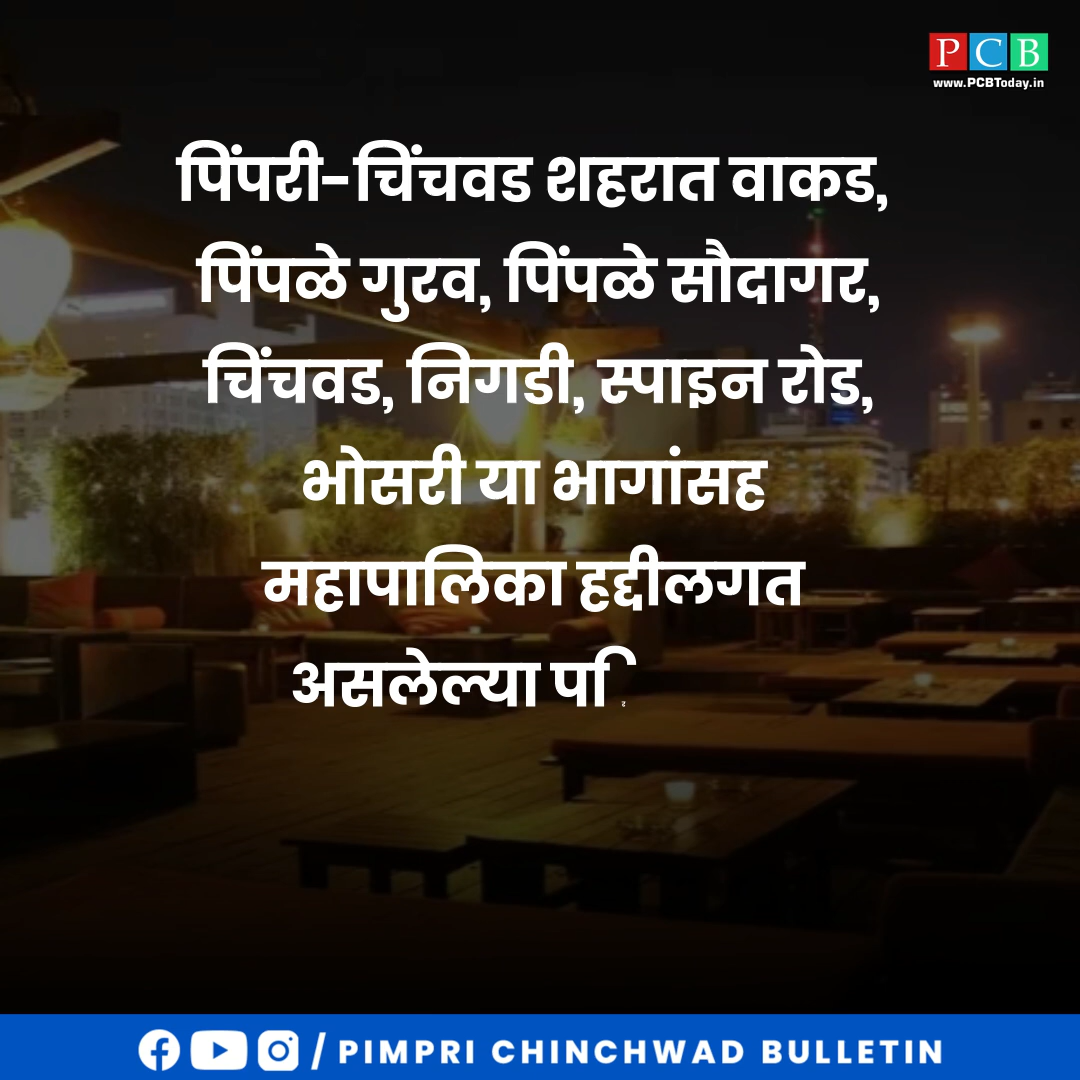 PCB
www.PCBToday.in
पिंपरी-चिंचवड शहरात वाकड,
पिंपळे गुरव, पिंपळे सौदागर,
चिंचवड, निगडी, स्पाइन रोड,
भोसरी या भागांसह
महापालिका हद्दीलगत
असलेल्या
/ PIMPRI CHINCHWAD BULLETIN